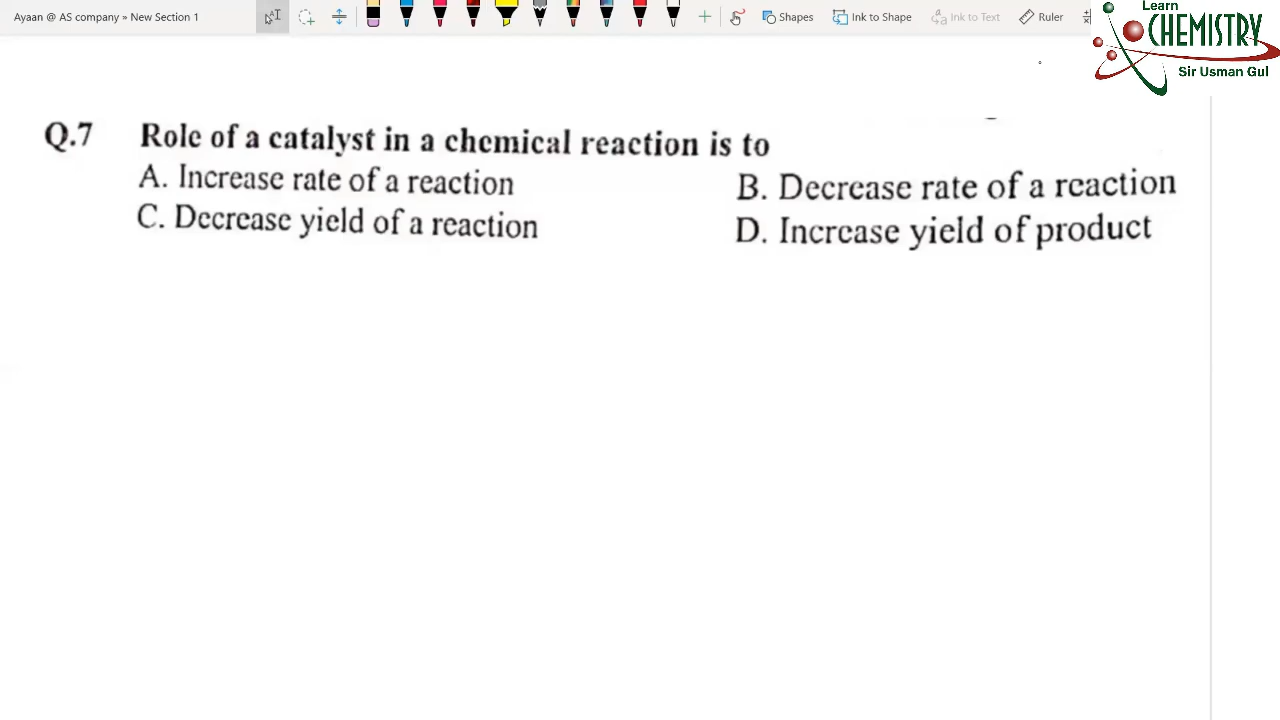 Ayaan @ AS company » New Section 1
Shapes
Ink to Shape
Ink to Text
Ruler
Learn
CHEMISTRY
Sir Usman Gul
Q.7 Role of a catalyst in a chemical reaction is to
A. Increase rate of a reaction B. Decrease rate of a reaction
C. Decrease yield of a reaction D. Increase yield of product